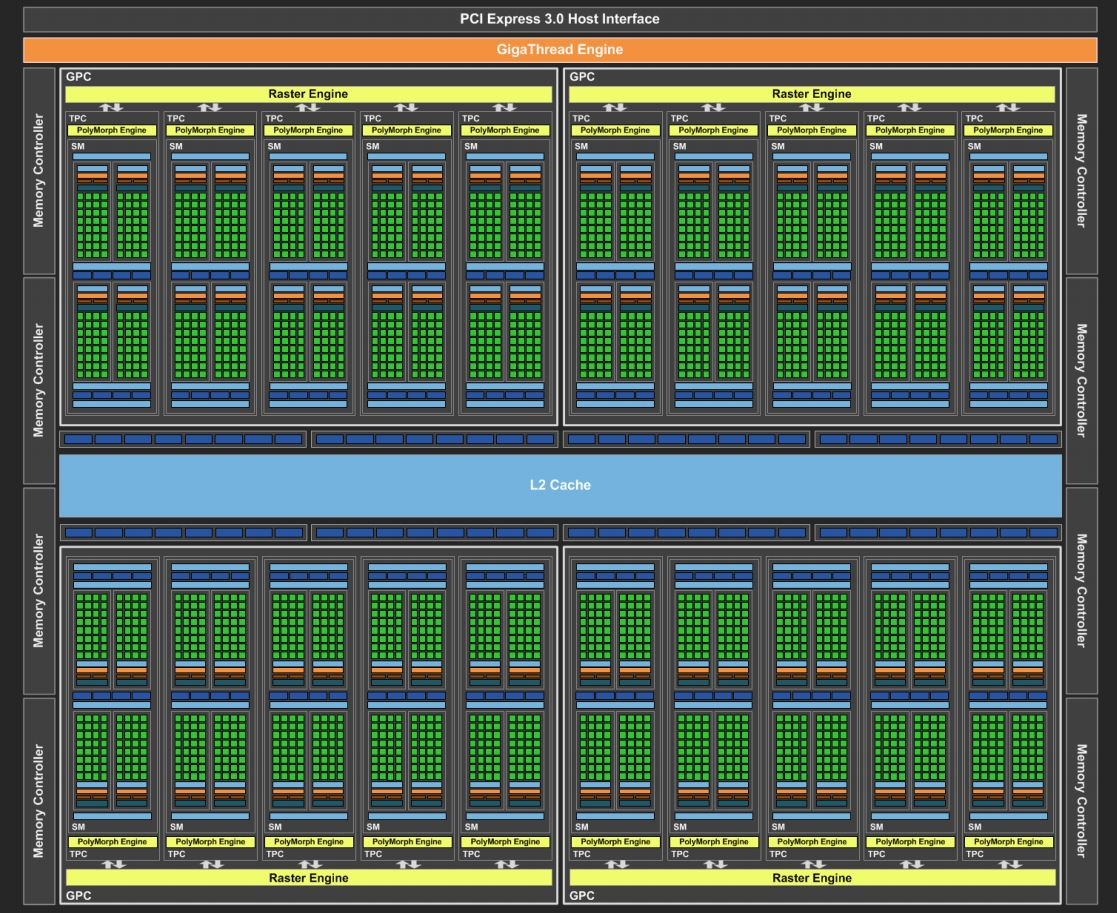 PCI Express 3.0 Host Interface
GigaThread Engine
Memory Controller
Memory Controller
Memory Controller
Memory Controller
GPC
Raster Engine
TPC TPC TPC TPC TPC
PolyMorph Engine PolyMorph Engine PolyMorph Engine PolyMorph Engine PolyMorph Engine
SM SM SM SM SM
GPC
Raster Engine
TPC TPC TPC TPC TPC
PolyMorph Engine PolyMorph Engine PolyMorph Engine PolyMorph Engine PolyMorph Engine
SM SM SM SM SM
L2 Cache
SM SM SM SM SM
PolyMorph Engine PolyMorph Engine PolyMorph Engine PolyMorph Engine PolyMorph Engine
TPC TPC TPC TPC TPC
Raster Engine
GPC
SM SM SM SM SM
PolyMorph Engine PolyMorph Engine PolyMorph Engine PolyMorph Engine PolyMorph Engine
TPC TPC TPC TPC TPC
Raster Engine
GPC
Memory Controller
Memory Controller
Memory Controller
Memory Controller